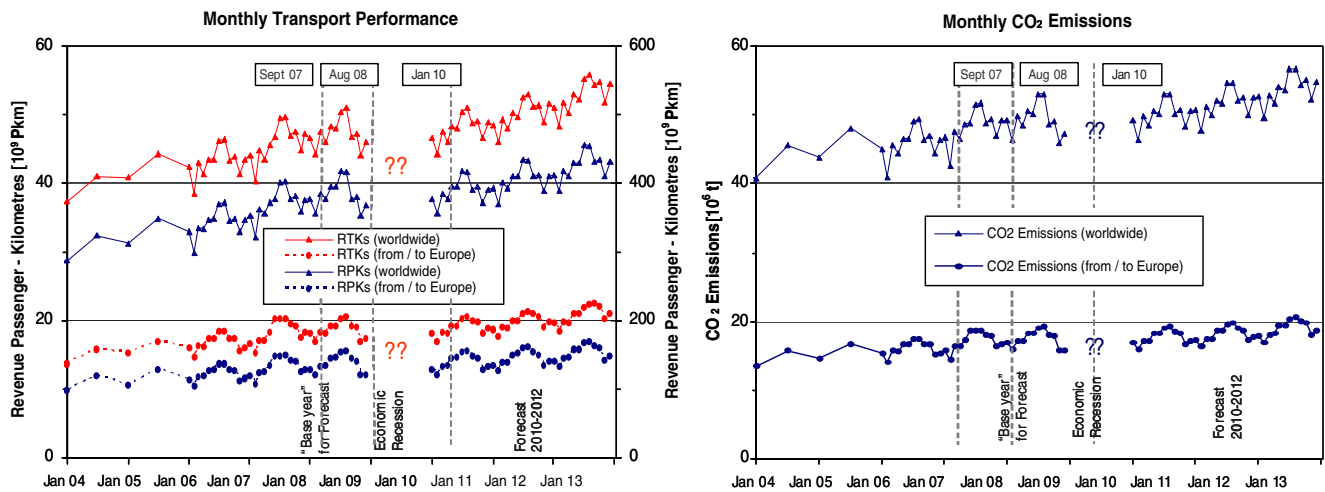 Monthly Transport Performance
Revenue Passenger - Kilometres [10⁹ Pkm]
60
40
20
0
600
400
200
0
Revenue Passenger - Kilometres [10⁹ Pkm]
Sept 07
Aug 08
Jan 10
??
RTKs (worldwide)
RTKs (from / to Europe)
RPKs (worldwide)
RPKs (from / to Europe)
??
"Base year"
for Forecast
Economic
Recession
Forecast
2010-2012
Jan 04 Jan 05 Jan 06 Jan 07 Jan 08 Jan 09 Jan 10 Jan 11 Jan 12 Jan 13
Monthly CO₂ Emissions
CO₂ Emissions[10⁶ t]
60
40
20
0
Sept 07
Aug 08
Jan 10
??
CO2 Emissions (worldwide)
CO2 Emissions (from / to Europe)
??
"Base year"
for Forecast
Economic
Recession
Forecast
2010-2012
Jan 04 Jan 05 Jan 06 Jan 07 Jan 08 Jan 09 Jan 10 Jan 11 Jan 12 Jan 13